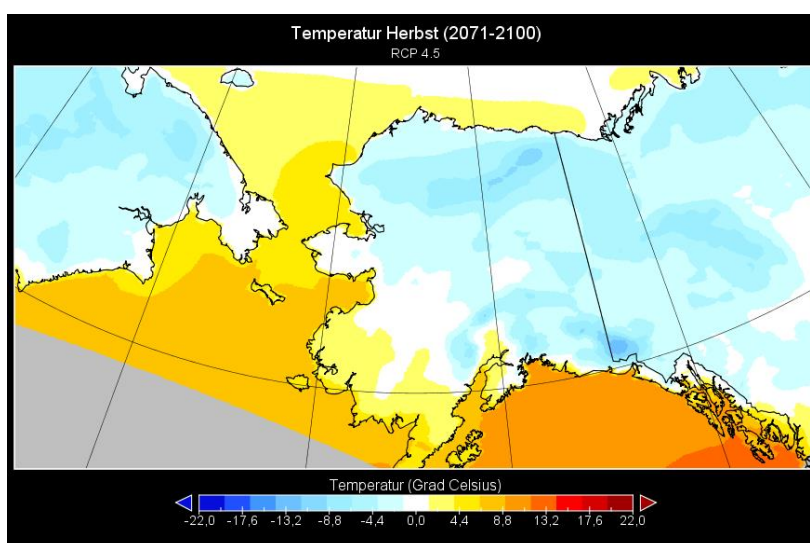 Temperatur Herbst (2071-2100)
RCP 4.5
Temperatur (Grad Celsius)
-22,0 -17,6 -13,2 -8,8 -4,4 0,0 4,4 8,8 13,2 17,6 22,0